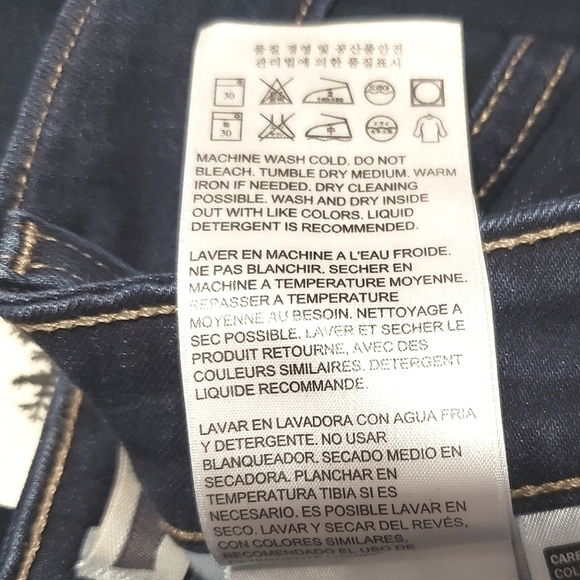 품질 경영 및 공산품안전
관리법에 의한 품질표시
30
30
MACHINE WASH COLD. DO NOT
BLEACH. TUMBLE DRY MEDIUM. WARM
IRON IF NEEDED. DRY CLEANING
POSSIBLE. WASH AND DRY INSIDE
OUT WITH LIKE COLORS. LIQUID
DETERGENT IS RECOMMENDED.
LAVER EN MACHINE A L'EAU FROIDE.
NE PAS BLANCHIR. SECHER EN
MACHINE A TEMPERATURE MOYENNE.
REPASSER A TEMPERATURE
MOYENNE AU BESOIN. NETTOYAGE A
SEC POSSIBLE. LAVER ET SECHER LE
PRODUIT RETOURNE, AVEC DES
COULEURS SIMILAIRES. DETERGENT
LIQUIDE RECOMMANDE.
LAVAR EN LAVADORA CON AGUA FRIA
Y DETERGENTE. NO USAR
BLANQUEADOR. SECADO MEDIO EN
SECADORA. PLANCHAR EN
TEMPERATURA TIBIA SI ES
NECESARIO. ES POSIBLE LAVAR EN
SECO. LAVAR Y SECAR DEL REVÉS,
CON COLORES SIMILARES.
RECOMENDADO EL USO DE
CARE